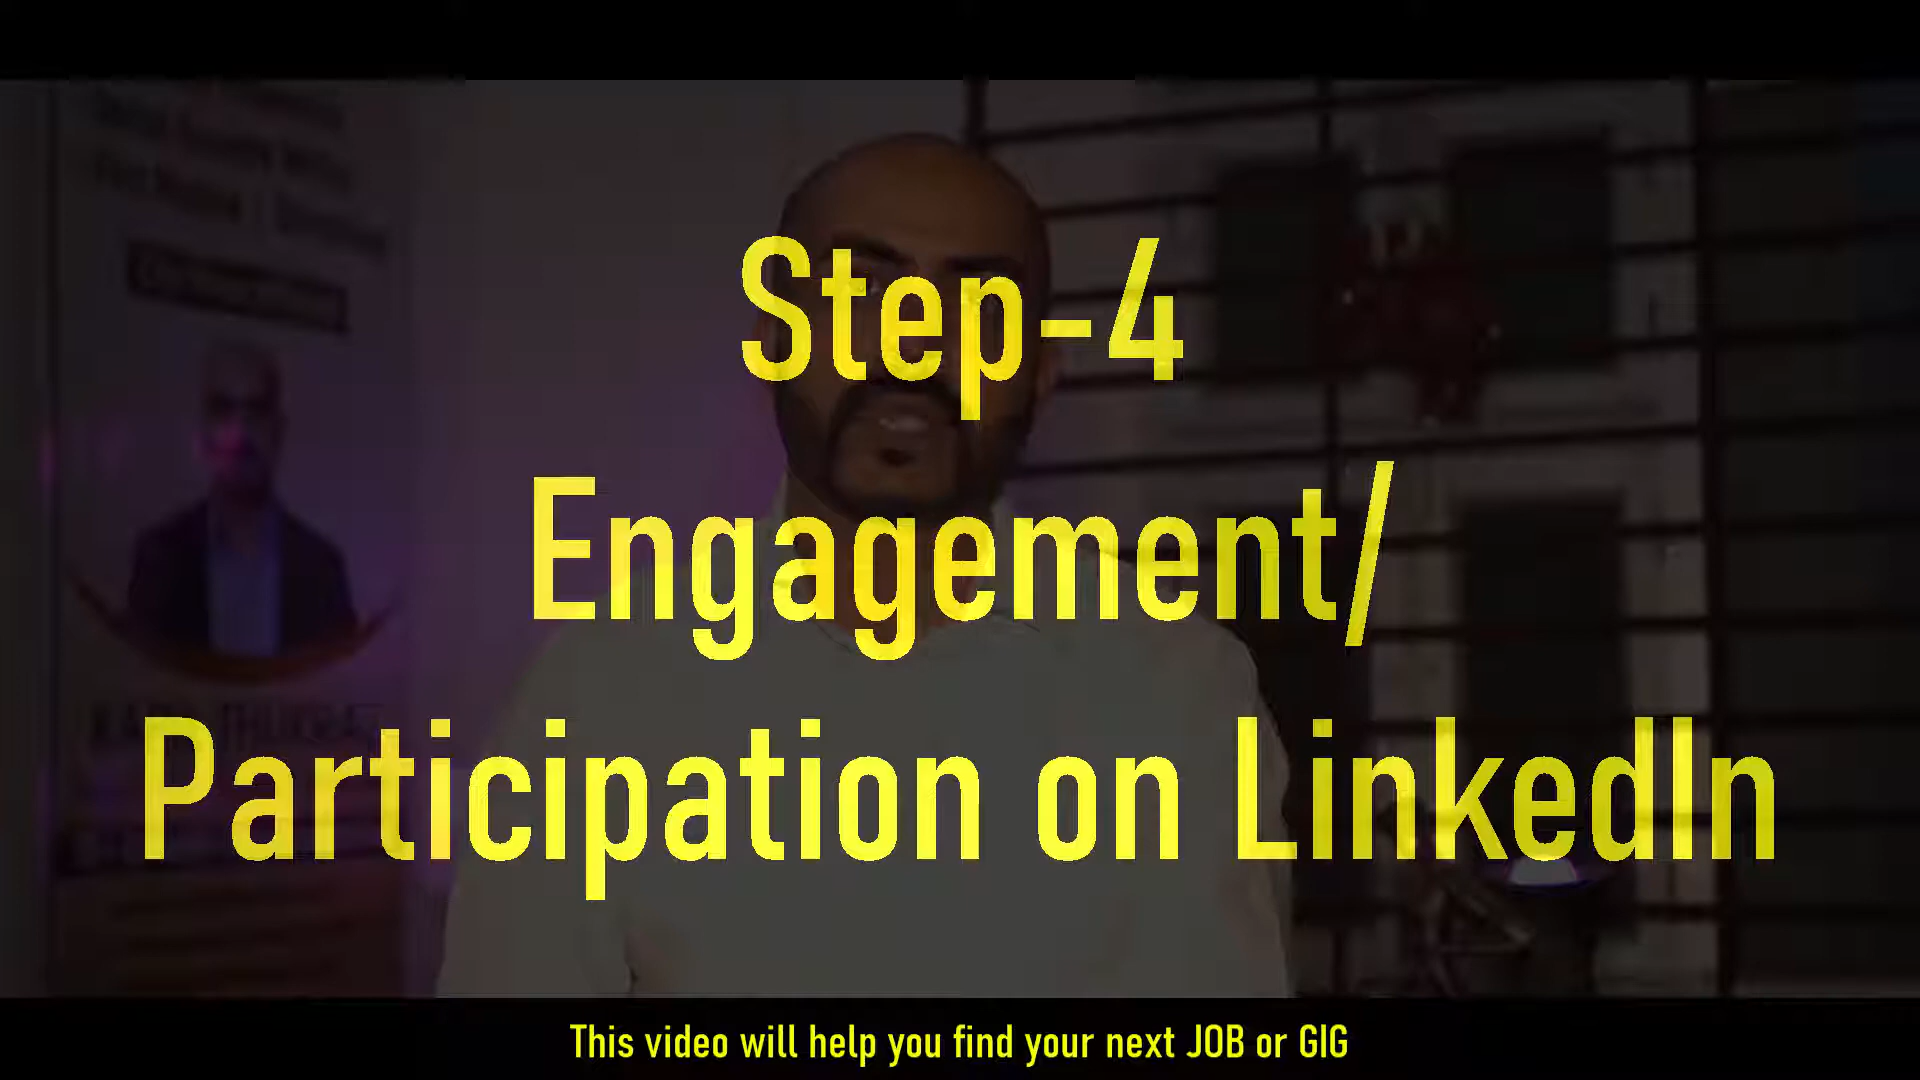 Step-4
Engagement/
Participation on LinkedIn
This video will help you find your next JOB or GIG